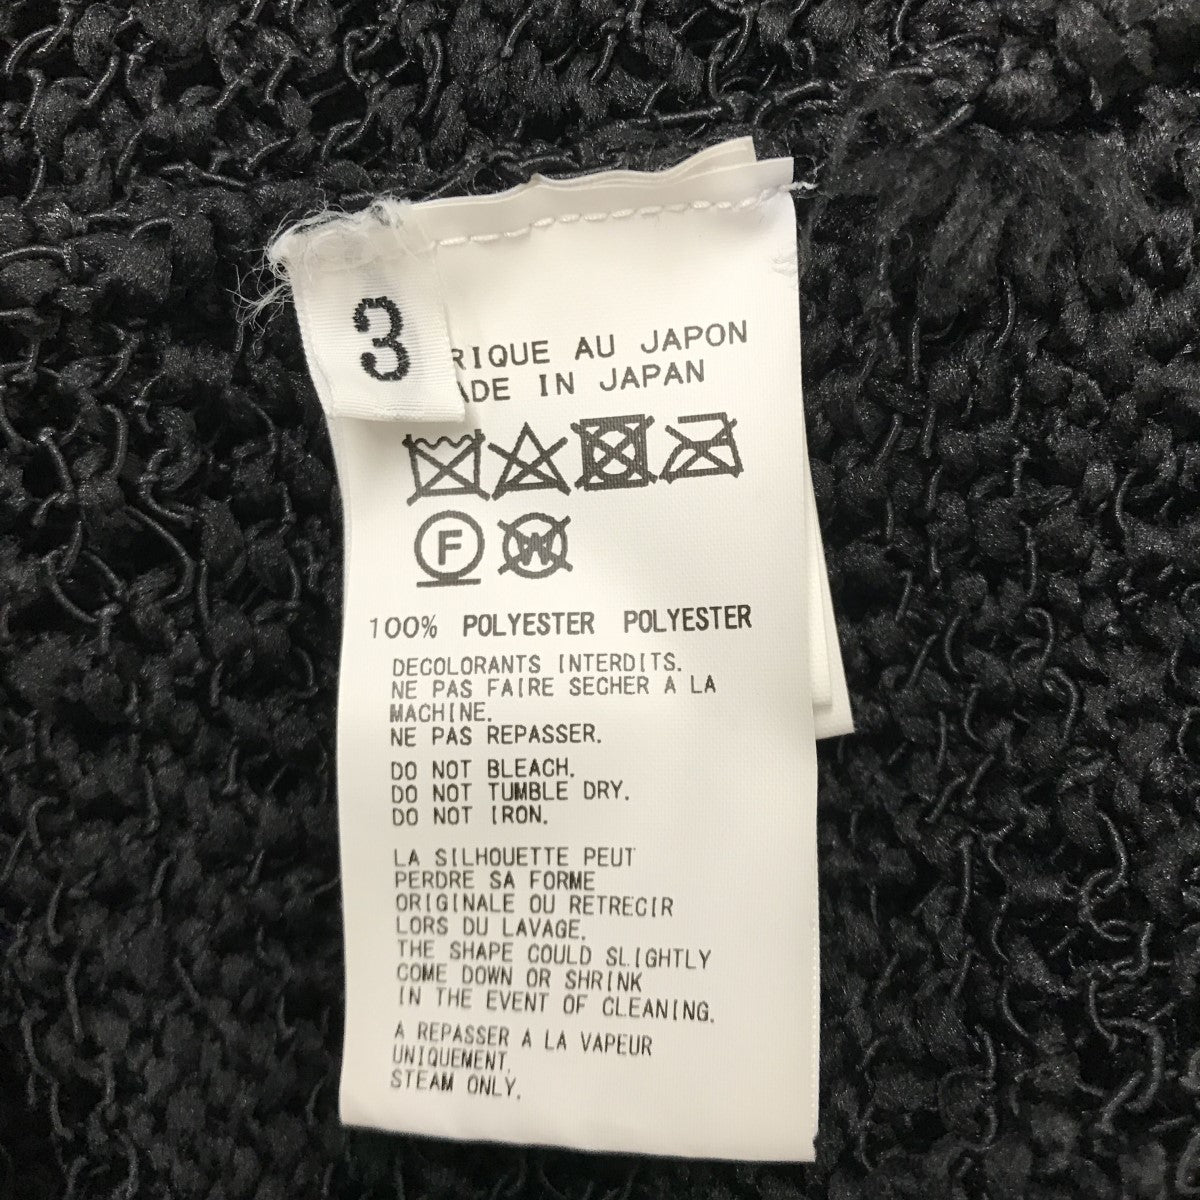 3
RIQUE AU JAPON
ADE IN JAPAN
F
W
100% POLYESTER POLYESTER
DECOLORANTS INTERDITS.
NE PAS FAIRE SECHER A LA
MACHINE.
NE PAS REPASSER.
DO NOT BLEACH.
DO NOT TUMBLE DRY.
DO NOT IRON.
LA SILHOUETTE PEUT
PERDRE SA FORME
ORIGINALE OU RETRECIR
LORS DU LAVAGE.
THE SHAPE COULD SLIGHTLY
COME DOWN OR SHRINK
IN THE EVENT OF CLEANING.
A REPASSER A LA VAPEUR
UNIQUEMENT.
STEAM ONLY.